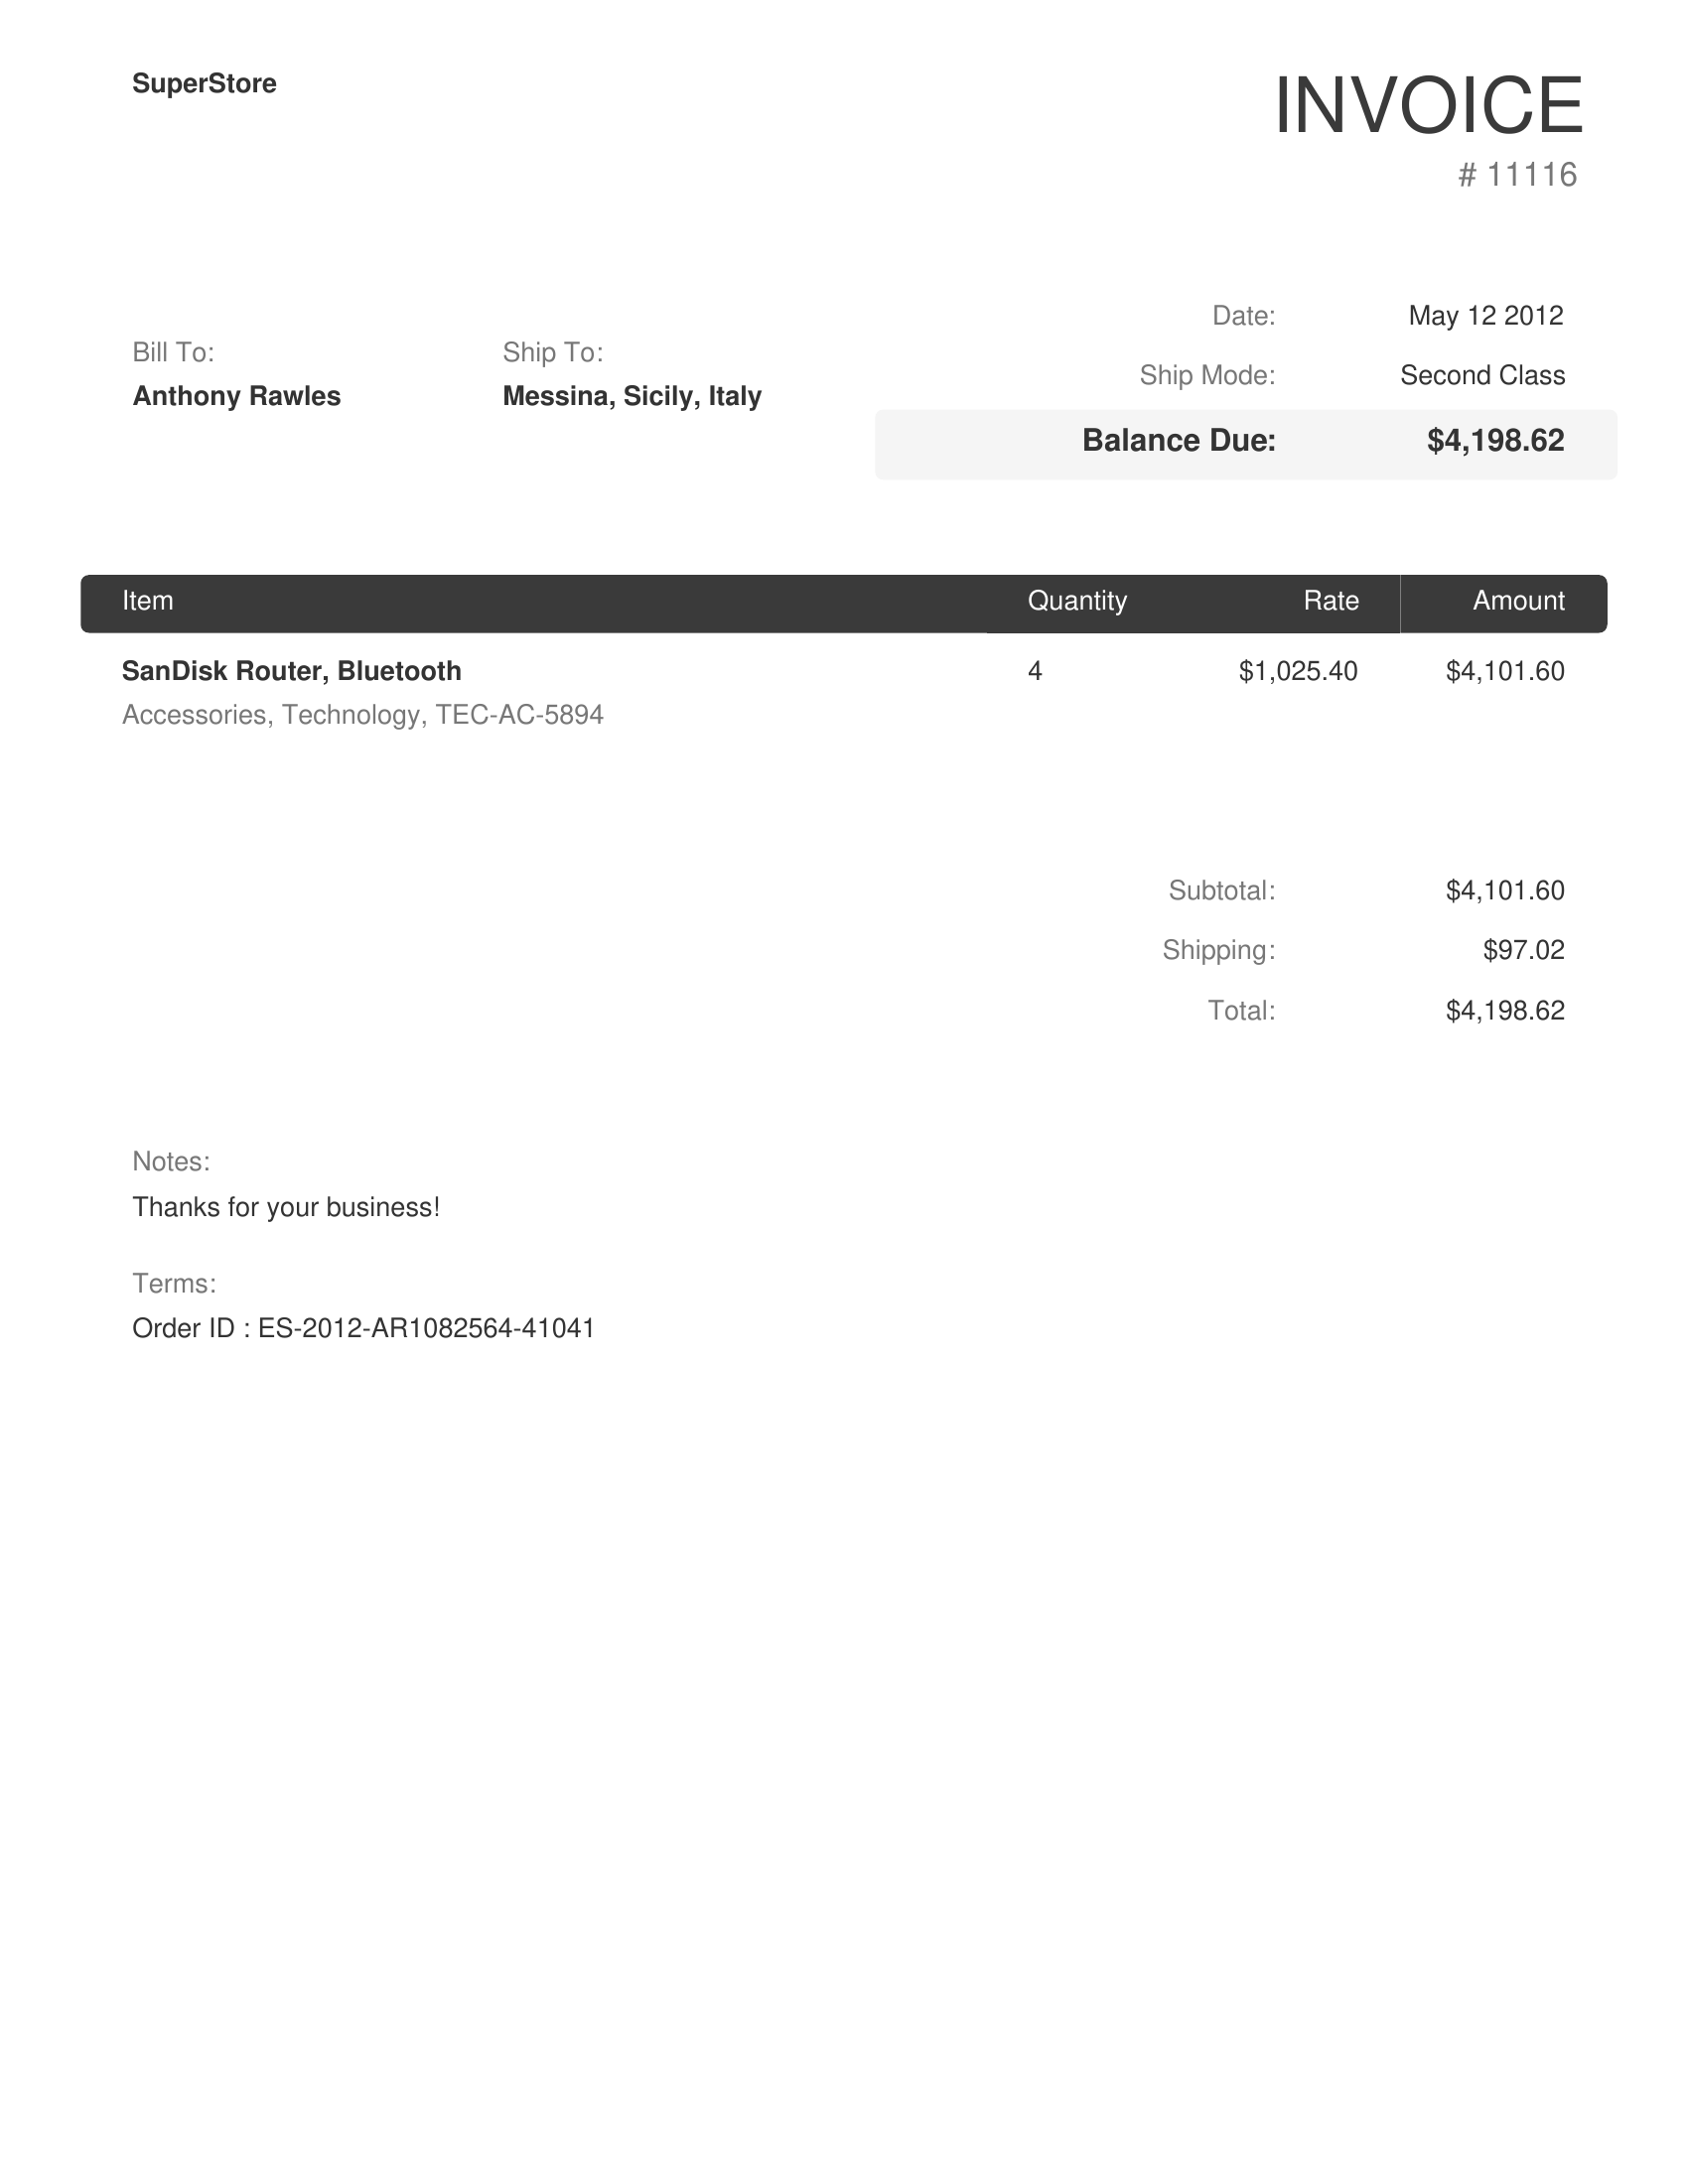 SuperStore
INVOICE
# 11116
Date: May 12 2012
Bill To:
Anthony Rawles
Ship To:
Messina, Sicily, Italy
Ship Mode: Second Class
Balance Due: $4,198.62
Item Quantity Rate Amount
SanDisk Router, Bluetooth 4 $1,025.40 $4,101.60
Accessories, Technology, TEC-AC-5894
Subtotal: $4,101.60
Shipping: $97.02
Total: $4,198.62
Notes:
Thanks for your business!
Terms:
Order ID : ES-2012-AR1082564-41041